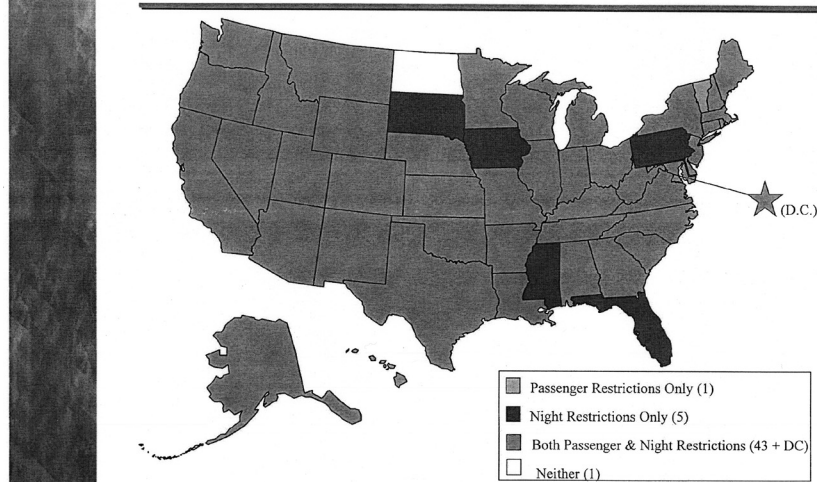 (D.C.)
Passenger Restrictions Only (1)
Night Restrictions Only (5)
Both Passenger & Night Restrictions (43 + DC)
Neither (1)